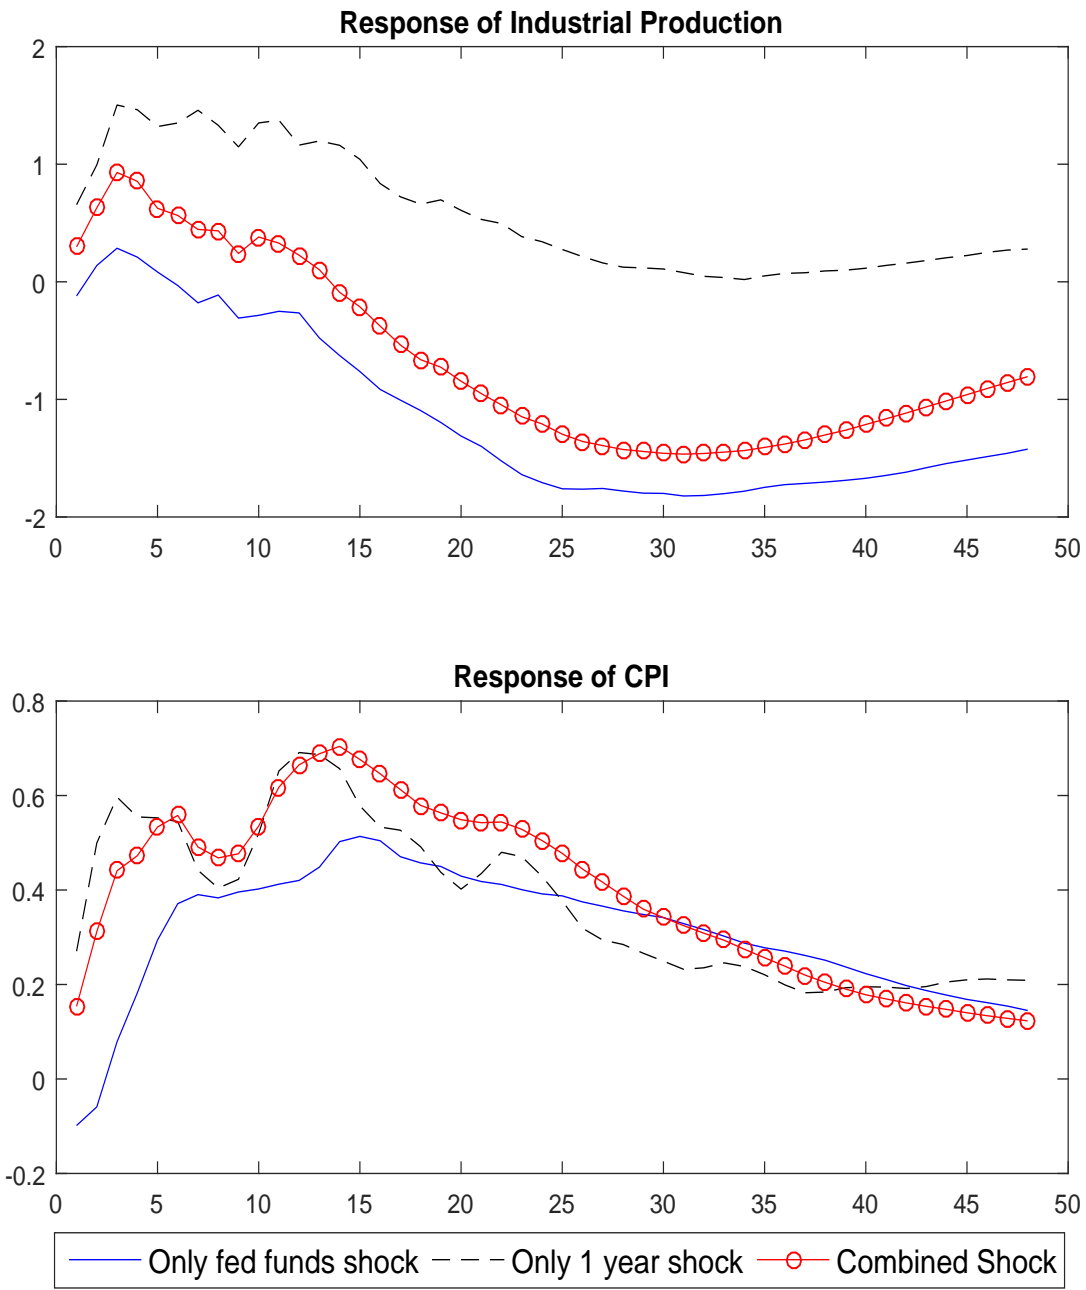 Response of Industrial Production
2
1
0
-1
-2
0 5 10 15 20 25 30 35 40 45 50
Response of CPI
0.8
0.6
0.4
0.2
0
-0.2
0 5 10 15 20 25 30 35 40 45 50
Only fed funds shock Only 1 year shock Combined Shock